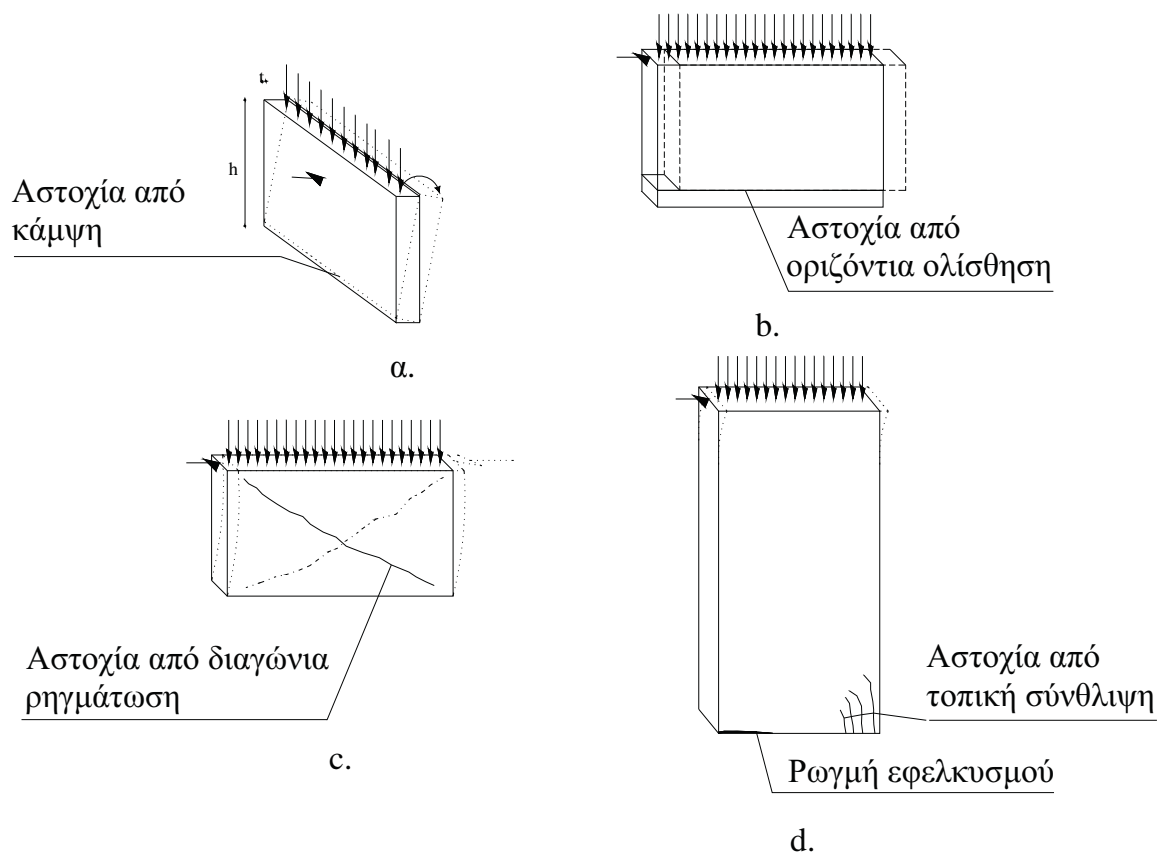 t.
h
Αστοχία από
κάμψη
α.
Αστοχία από
οριζόντια ολίσθηση
b.
Αστοχία από διαγώνια
ρηγμάτωση
c.
Αστοχία από
τοπική σύνθλιψη
Ρωγμή εφελκυσμού
d.